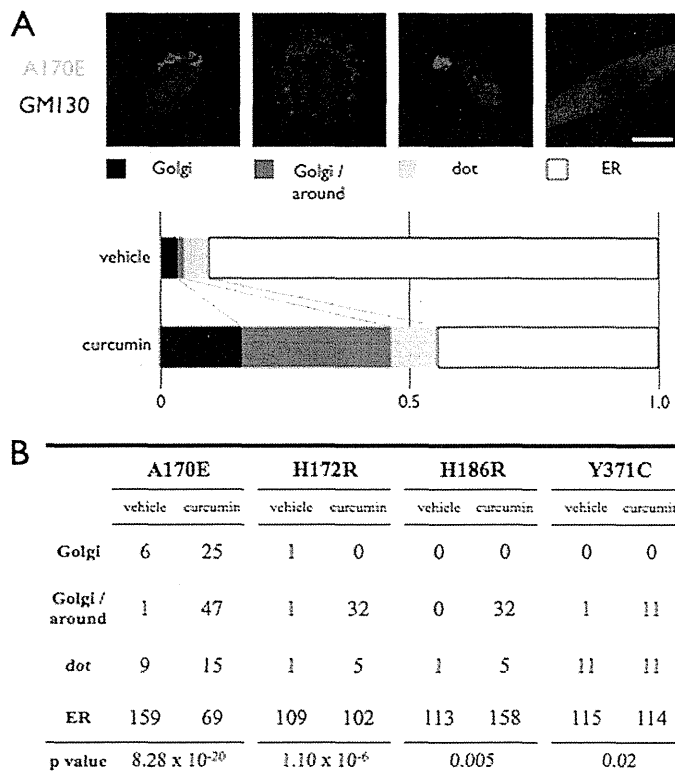 A
A170E
GM130
Golgi
Golgi / around
dot
ER
vehicle
curcumin
0 0.5 1.0
B
A170E H172R H186R Y371C
vehicle curcumin vehicle curcumin vehicle curcumin vehicle curcumin
Golgi 6 25 1 0 0 0 0 0
Golgi / around 1 47 1 32 0 32 1 11
dot 9 15 1 5 1 5 11 11
ER 159 69 109 102 113 158 115 114
p value 8.28 x 10⁻²⁰ 1.10 x 10⁻⁶ 0.005 0.02